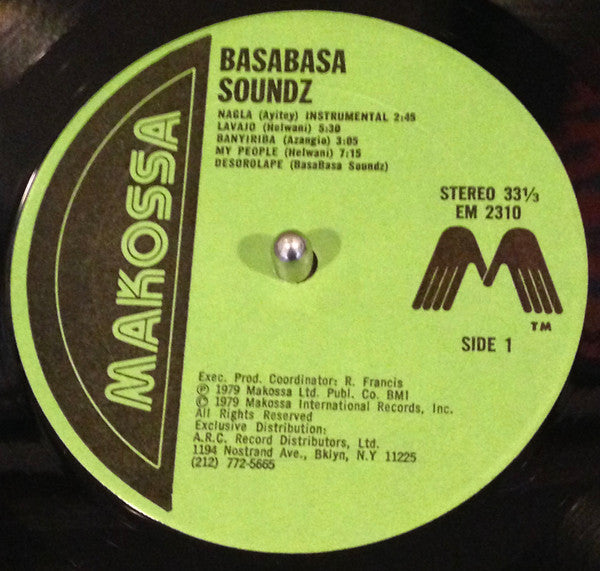 BASABASA
SOUNDZ
NAGLA (Ayitey) INSTRUMENTAL 2:45
LAVAJO (Helwani) 5:30
BANYIRIBA (Azangio) 3:05
MY PEOPLE (Helwani) 7:15
DESOROLAPE (BasaBasa Soundz)
STEREO 33⅓
EM 2310
M
TM
SIDE 1
MAKOSSA
Exec. Prod. Coordinator: R. Francis
Ⓟ 1979 Makossa Ltd. Publ. Co. BMI
© 1979 Makossa International Records, Inc.
All Rights Reserved
Exclusive Distribution:
A.R.C. Record Distributors, Ltd.
1194 Nostrand Ave., Bklyn, N.Y 11225
(212) 772-5665